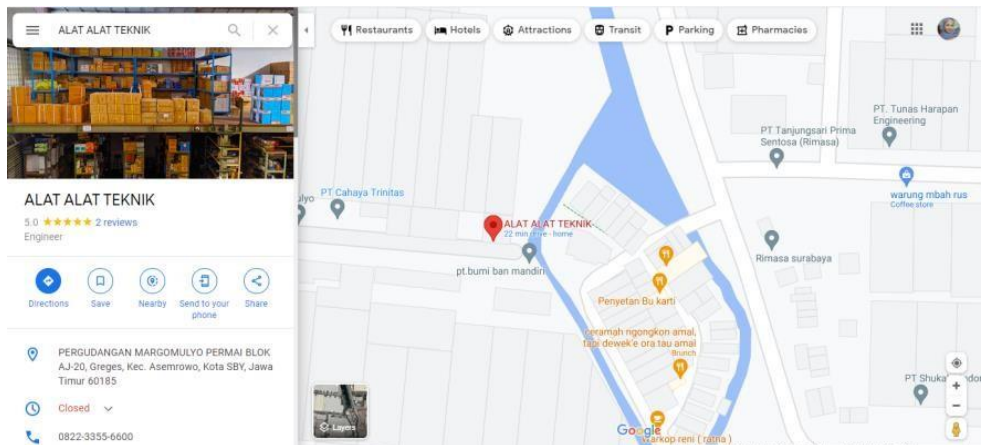 ALAT ALAT TEKNIK
Restaurants
Hotels
Attractions
Transit
Parking
Pharmacies
ALAT ALAT TEKNIK
5.0 ★★★★★ 2 reviews
Engineer
Directions
Save
Nearby
Send to your
phone
Share
PERGUDANGAN MARGOMULYO PERMAI BLOK
AJ-20, Greges, Kec. Asemrowo, Kota SBY, Jawa
Timur 60185
Closed
0822-3355-6600
PT. Tunas Harapan
Engineering
PT Tanjungsari Prima
Sentosa (Rimasa)
warung mbah rus
Coffee store
lyo
PT Cahaya Trinitas
ALAT ALAT TEKNIK
22 min drive - home
pt.bumi ban mandiri
Rimasa surabaya
Penyetan Bu karti
ceramah ngongkon amal,
tapi dewek'e ora tau amal
Brunch
PT Shuka
Layers
Google
Warkop reni ( ratna )